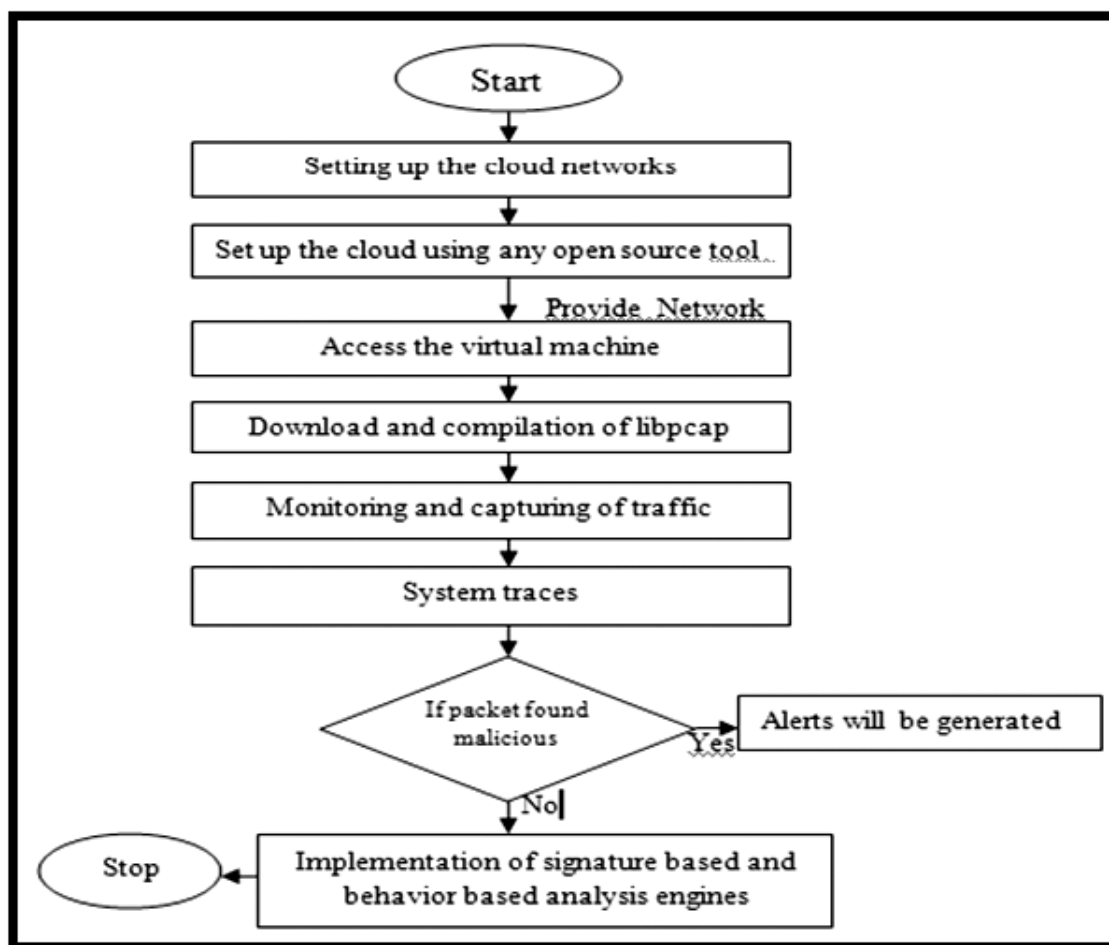 Start
Setting up the cloud networks
Set up the cloud using any open source tool
Provide Network
Access the virtual machine
Download and compilation of libpcap
Monitoring and capturing of traffic
System traces
If packet found
malicious
Yes
Alerts will be generated
No
Implementation of signature based and
behavior based analysis engines
Stop